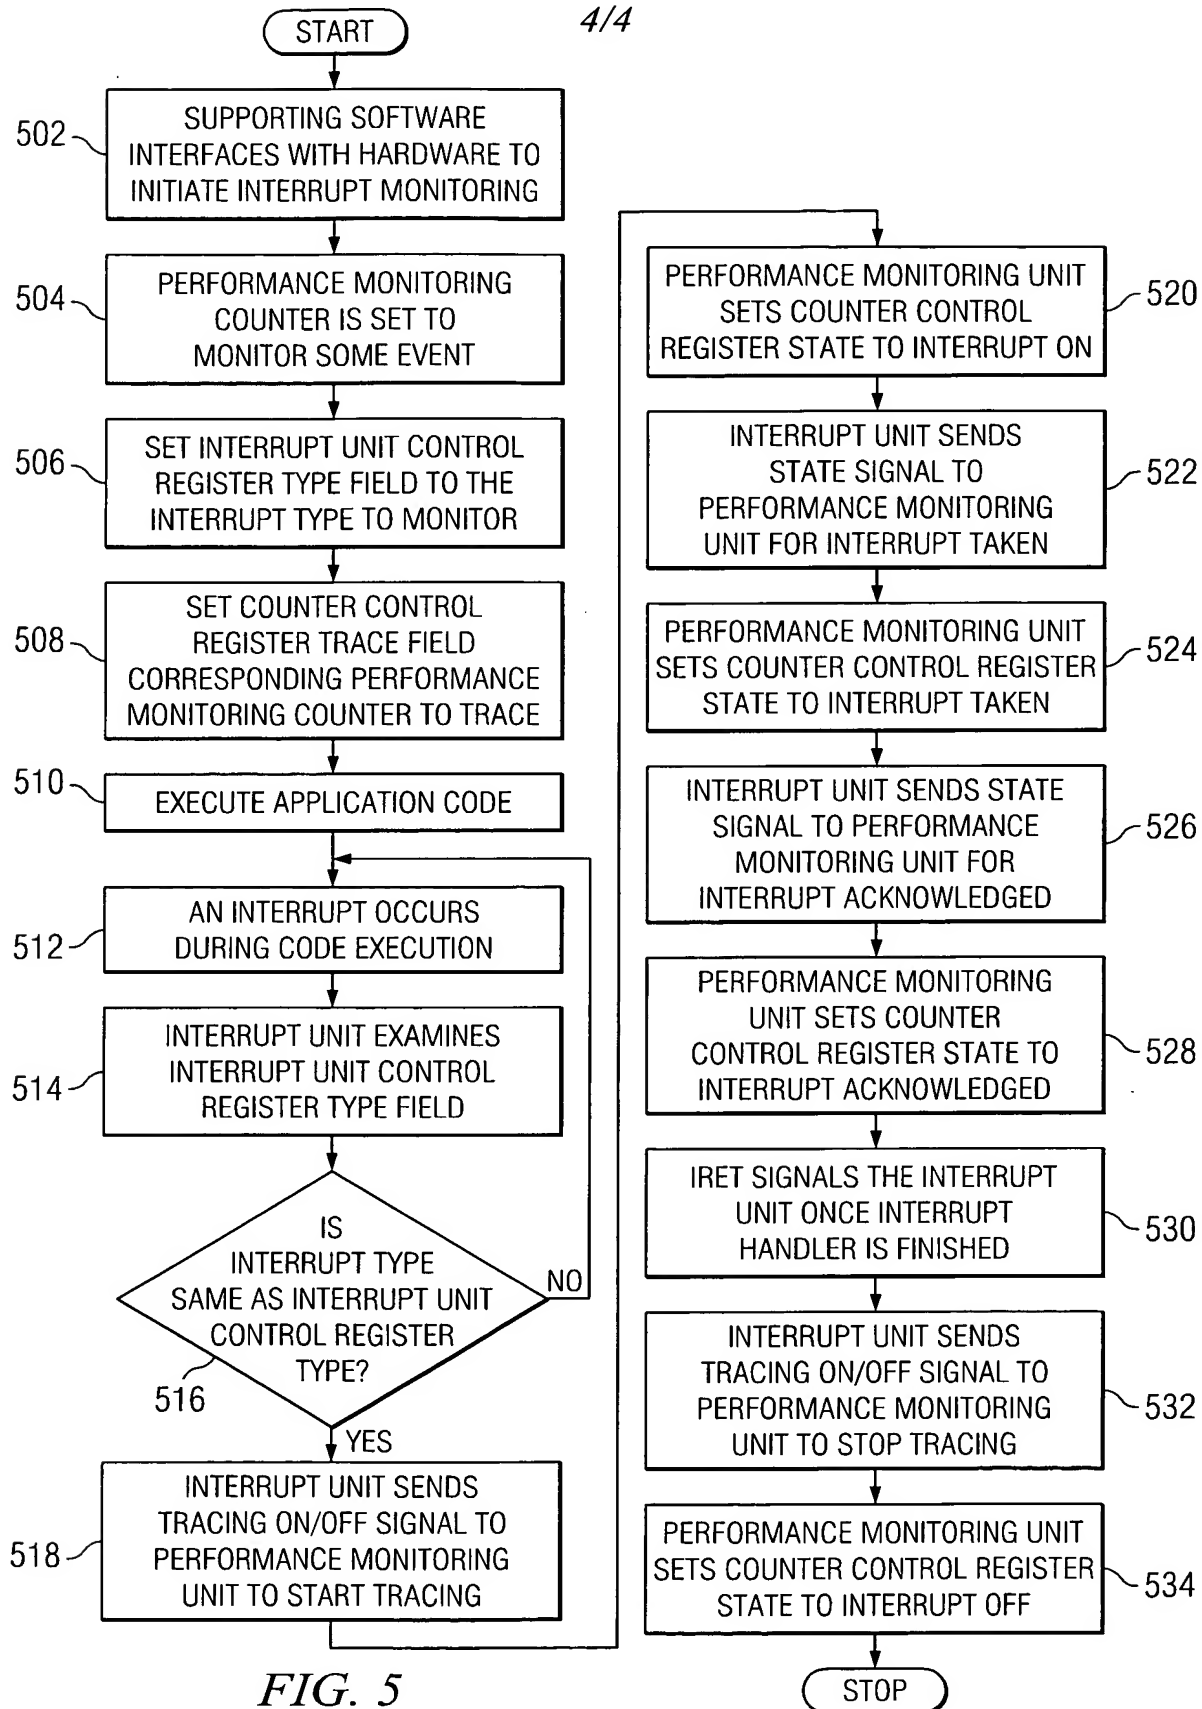 4/4
START
502
SUPPORTING SOFTWARE
INTERFACES WITH HARDWARE TO
INITIATE INTERRUPT MONITORING
504
PERFORMANCE MONITORING
COUNTER IS SET TO
MONITOR SOME EVENT
506
SET INTERRUPT UNIT CONTROL
REGISTER TYPE FIELD TO THE
INTERRUPT TYPE TO MONITOR
508
SET COUNTER CONTROL
REGISTER TRACE FIELD
CORRESPONDING PERFORMANCE
MONITORING COUNTER TO TRACE
510
EXECUTE APPLICATION CODE
512
AN INTERRUPT OCCURS
DURING CODE EXECUTION
514
INTERRUPT UNIT EXAMINES
INTERRUPT UNIT CONTROL
REGISTER TYPE FIELD
IS
INTERRUPT TYPE
SAME AS INTERRUPT UNIT
CONTROL REGISTER
TYPE?
NO
516
YES
518
INTERRUPT UNIT SENDS
TRACING ON/OFF SIGNAL TO
PERFORMANCE MONITORING
UNIT TO START TRACING
PERFORMANCE MONITORING UNIT
SETS COUNTER CONTROL
REGISTER STATE TO INTERRUPT ON
520
INTERRUPT UNIT SENDS
STATE SIGNAL TO
PERFORMANCE MONITORING
UNIT FOR INTERRUPT TAKEN
522
PERFORMANCE MONITORING UNIT
SETS COUNTER CONTROL REGISTER
STATE TO INTERRUPT TAKEN
524
INTERRUPT UNIT SENDS STATE
SIGNAL TO PERFORMANCE
MONITORING UNIT FOR
INTERRUPT ACKNOWLEDGED
526
PERFORMANCE MONITORING
UNIT SETS COUNTER
CONTROL REGISTER STATE TO
INTERRUPT ACKNOWLEDGED
528
IRET SIGNALS THE INTERRUPT
UNIT ONCE INTERRUPT
HANDLER IS FINISHED
530
INTERRUPT UNIT SENDS
TRACING ON/OFF SIGNAL TO
PERFORMANCE MONITORING
UNIT TO STOP TRACING
532
PERFORMANCE MONITORING UNIT
SETS COUNTER CONTROL REGISTER
STATE TO INTERRUPT OFF
534
STOP
FIG. 5